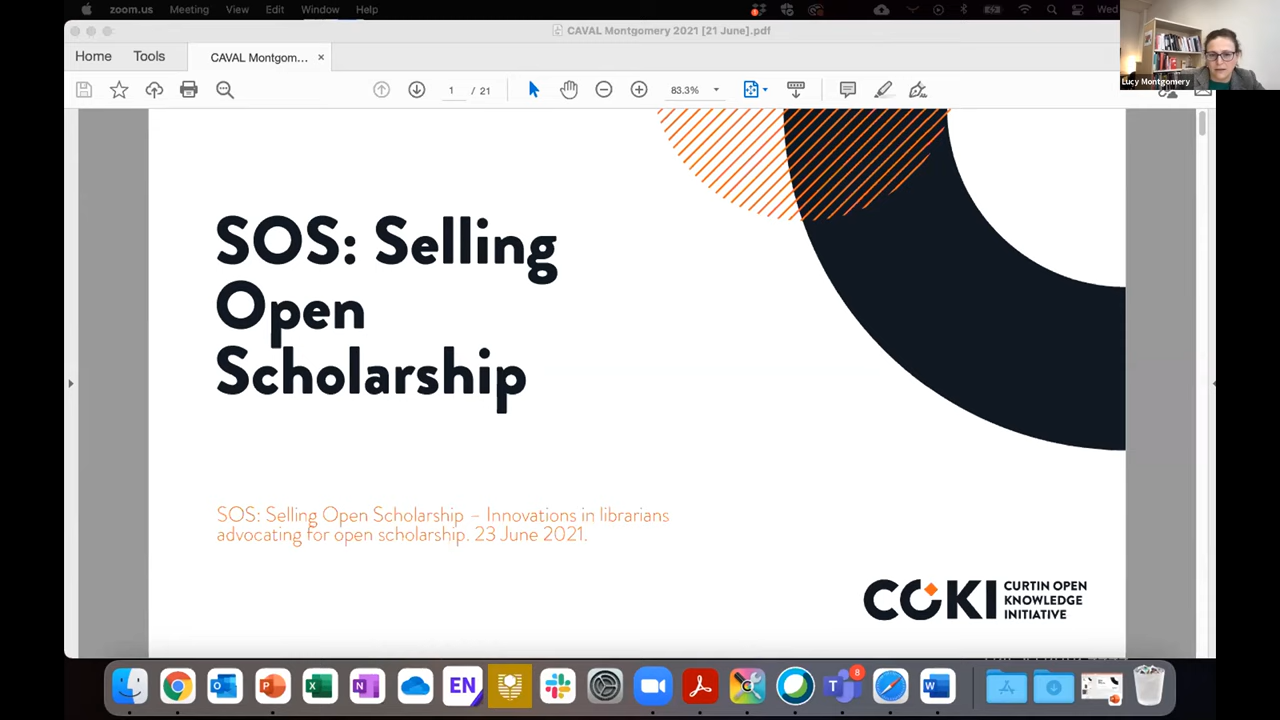 zoom.us Meeting View Edit Window Help Wed
CAVAL Montgomery 2021 [21 June].pdf
Home Tools CAVAL Montgom... ×
1 83.3%
Lucy Montgomery
SOS: Selling
Open
Scholarship
SOS: Selling Open Scholarship – Innovations in librarians
advocating for open scholarship. 23 June 2021.
COKI CURTIN OPEN
KNOWLEDGE
INITIATIVE
EN
8